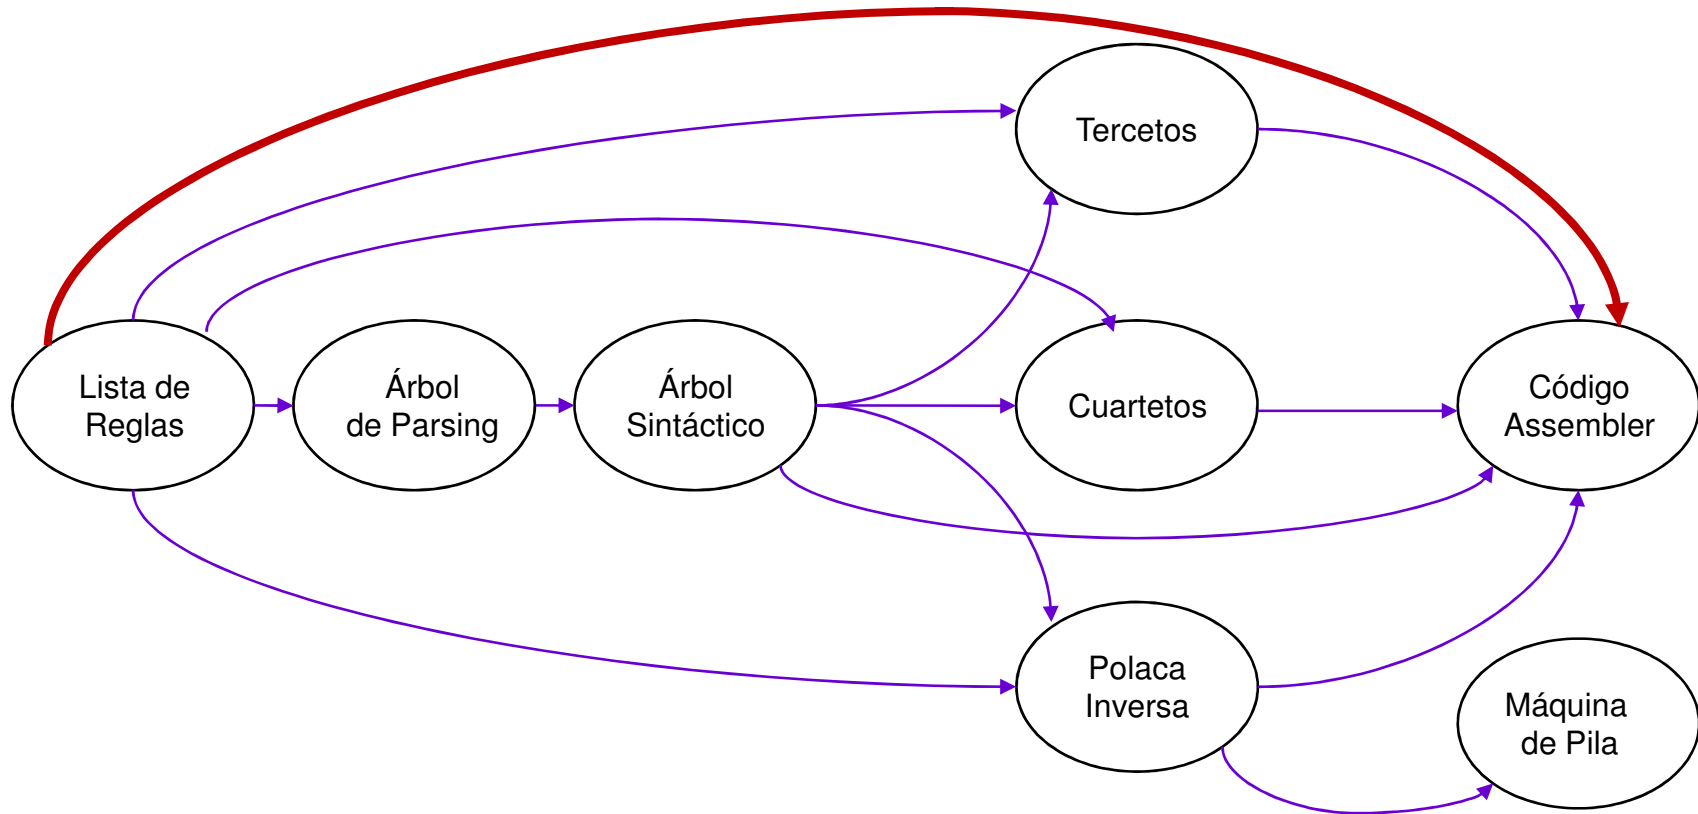 Tercetos
Lista de
Reglas
Árbol
de Parsing
Árbol
Sintáctico
Cuartetos
Código
Assembler
Polaca
Inversa
Máquina
de Pila